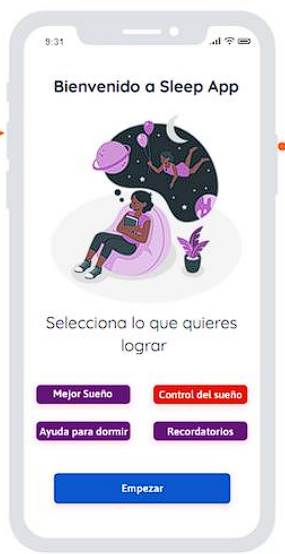 9:31
Bienvenido a Sleep App
Selecciona lo que quieres
lograr
Mejor Sueño
Control del sueño
Ayuda para dormir
Recordatorios
Empezar